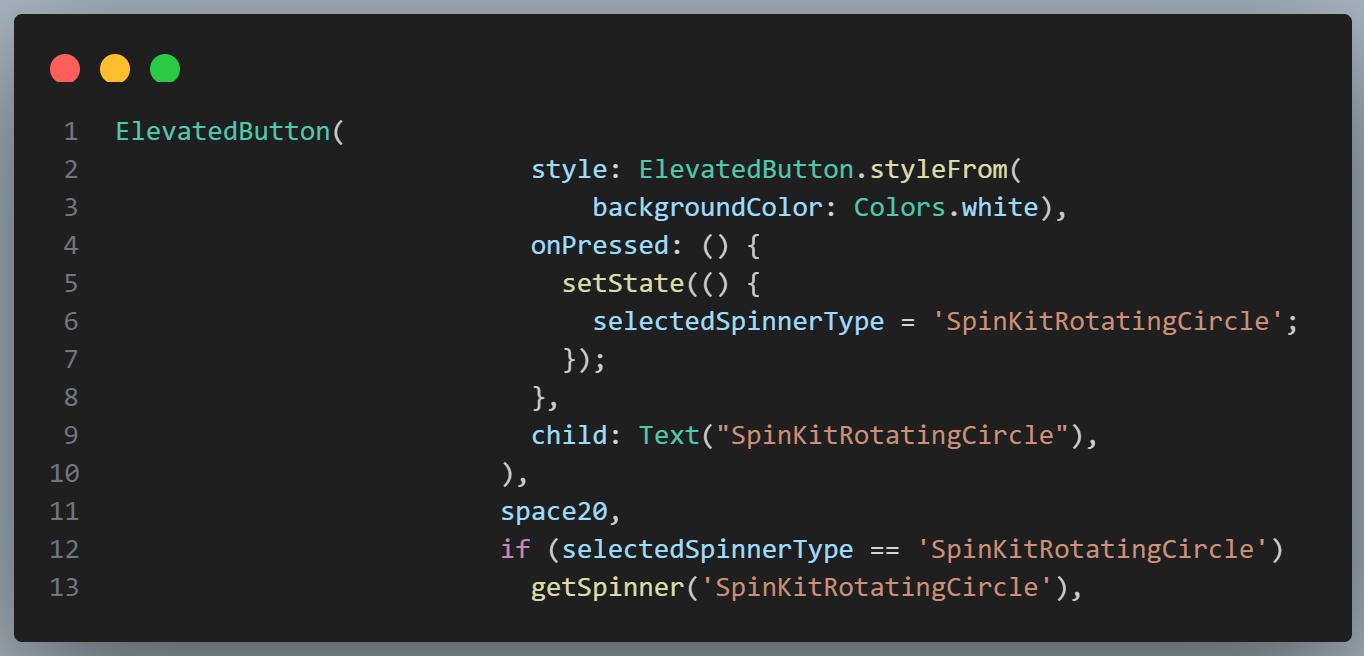 1 ElevatedButton(
2 style: ElevatedButton.styleFrom(
3 backgroundColor: Colors.white),
4 onPressed: () {
5 setState(() {
6 selectedSpinnerType = 'SpinKitRotatingCircle';
7 });
8 },
9 child: Text("SpinKitRotatingCircle"),
10 ),
11 space20,
12 if (selectedSpinnerType == 'SpinKitRotatingCircle')
13 getSpinner('SpinKitRotatingCircle'),